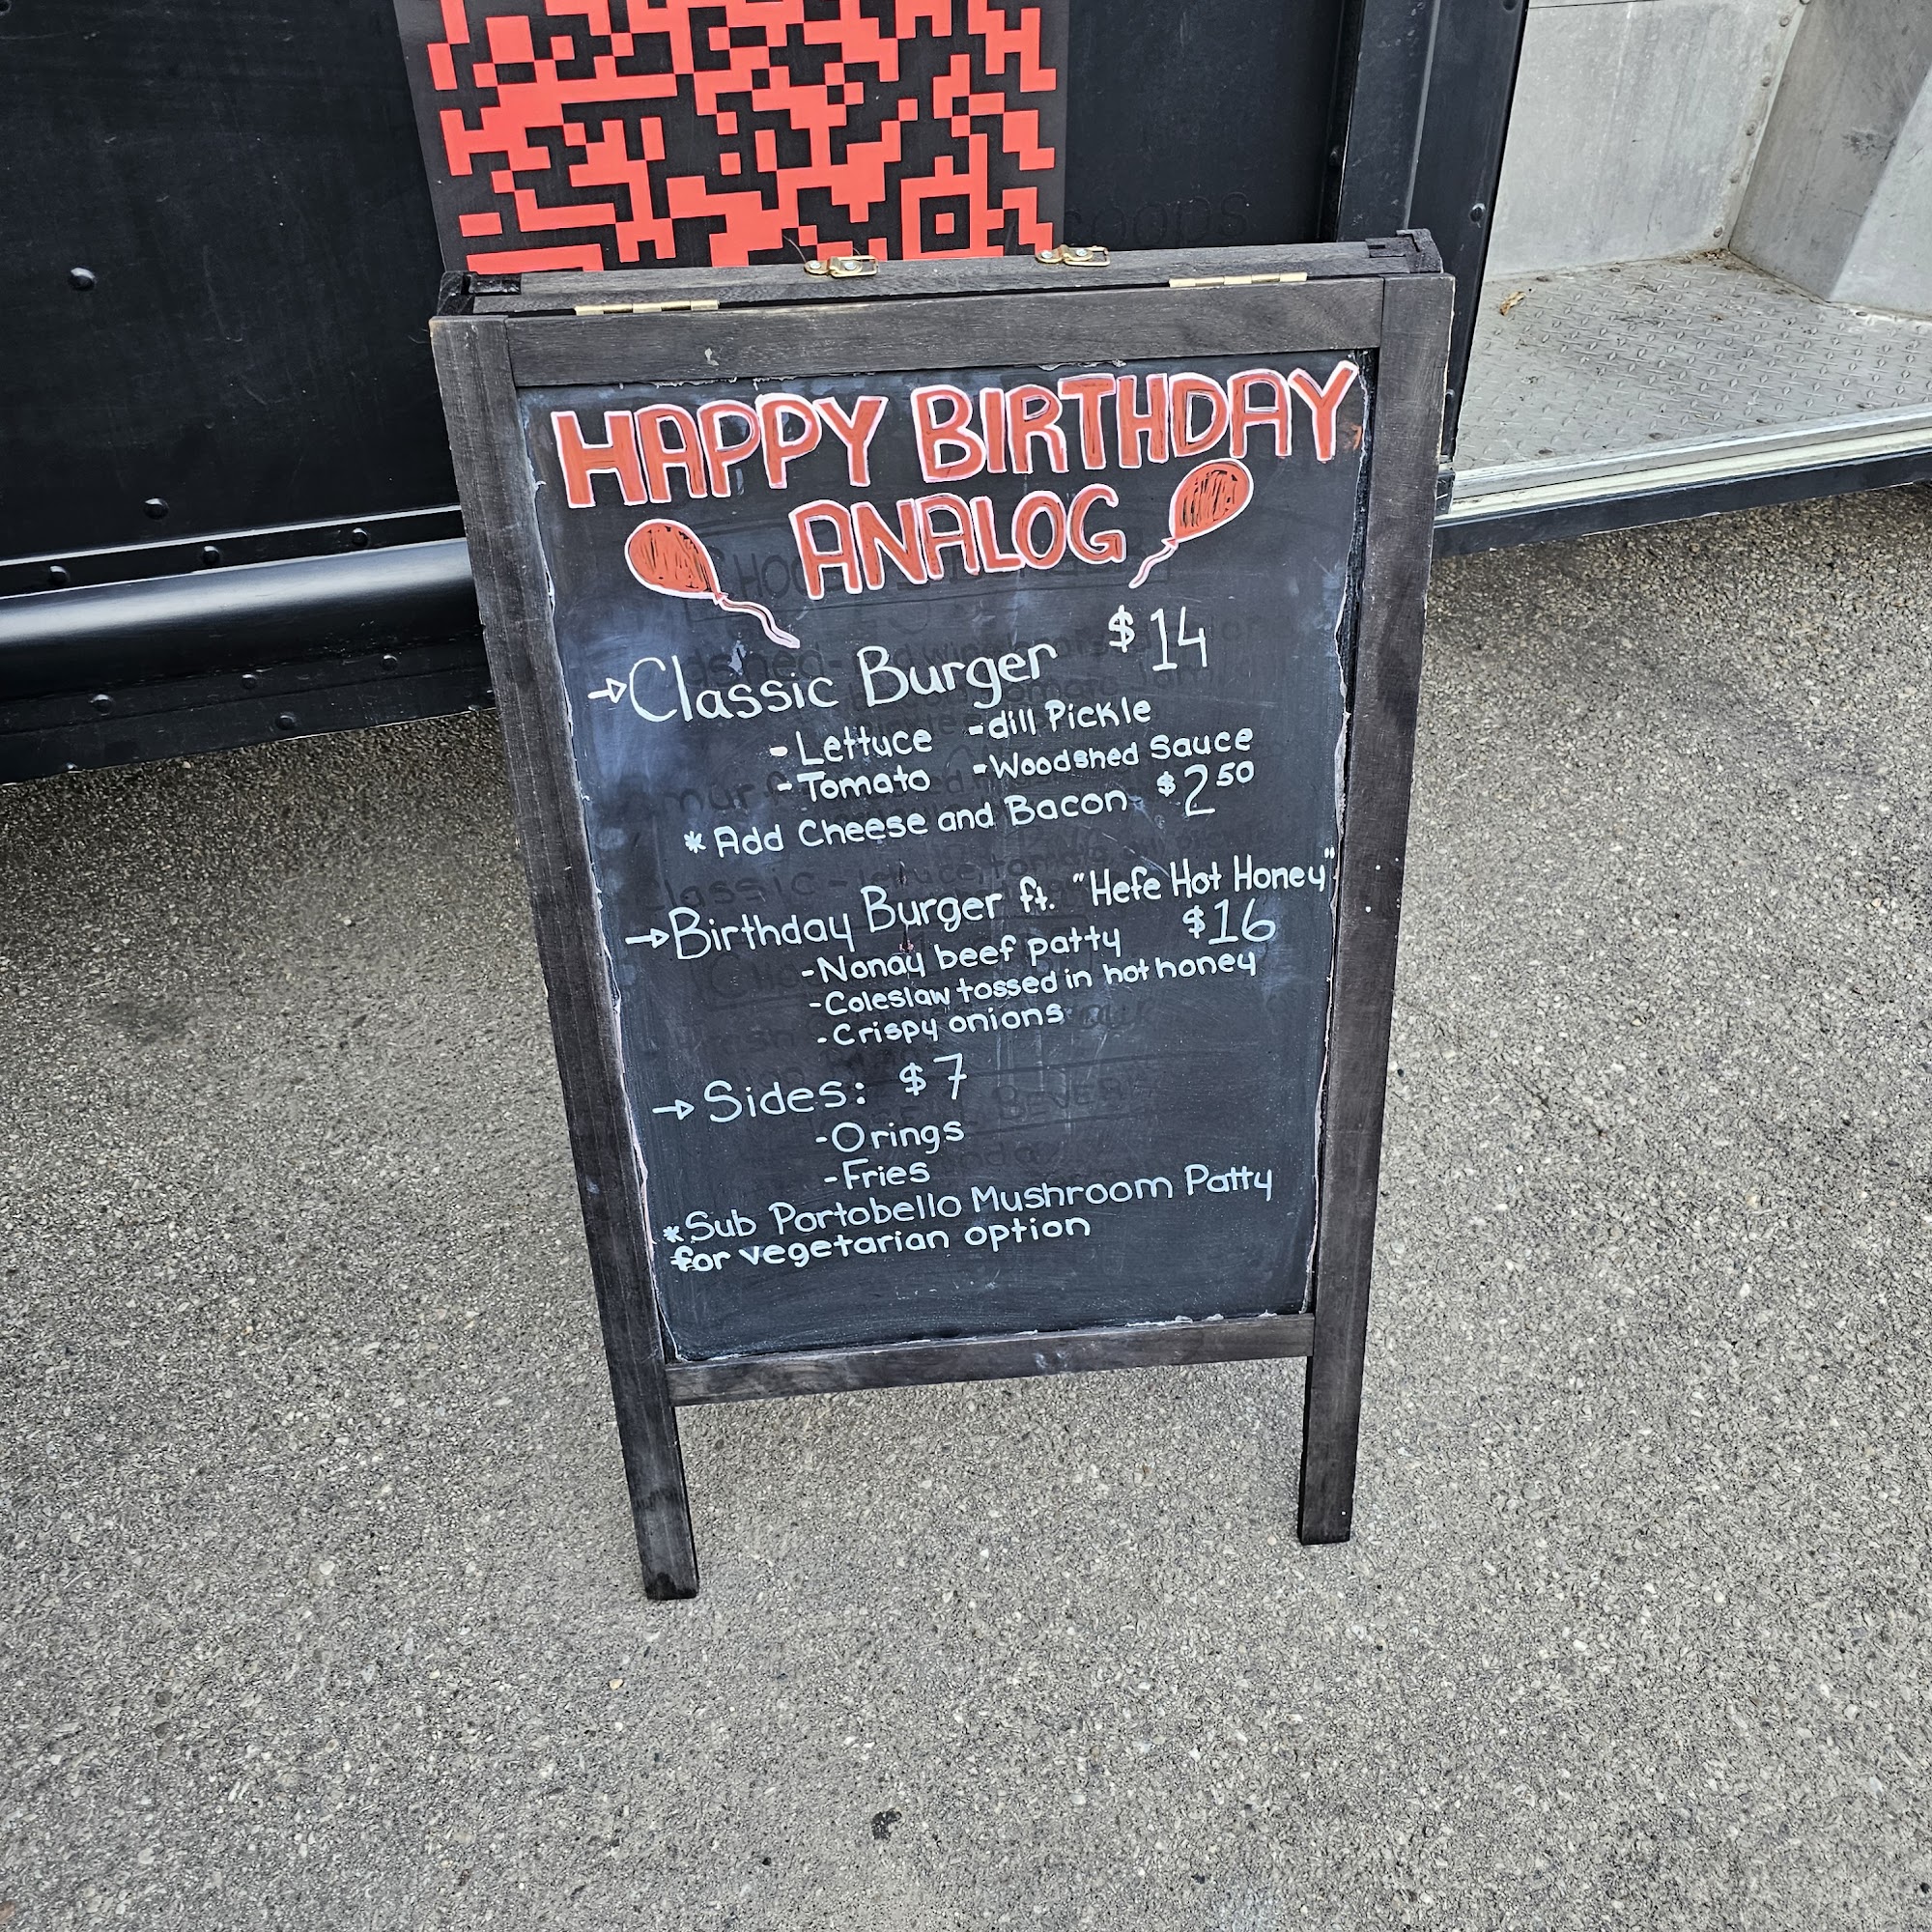 HAPPY BIRTHDAY
ANALOG
Classic Burger $14
- Lettuce - dill Pickle
- Tomato - Woodshed Sauce
* Add Cheese and Bacon $2 50
Birthday Burger ft. "Hefe Hot Honey"
$16
- Nonay beef patty
- Coleslaw tossed in hot honey
- Crispy onions
Sides: $7
- O rings
- Fries
* Sub Portobello Mushroom Patty
for vegetarian option